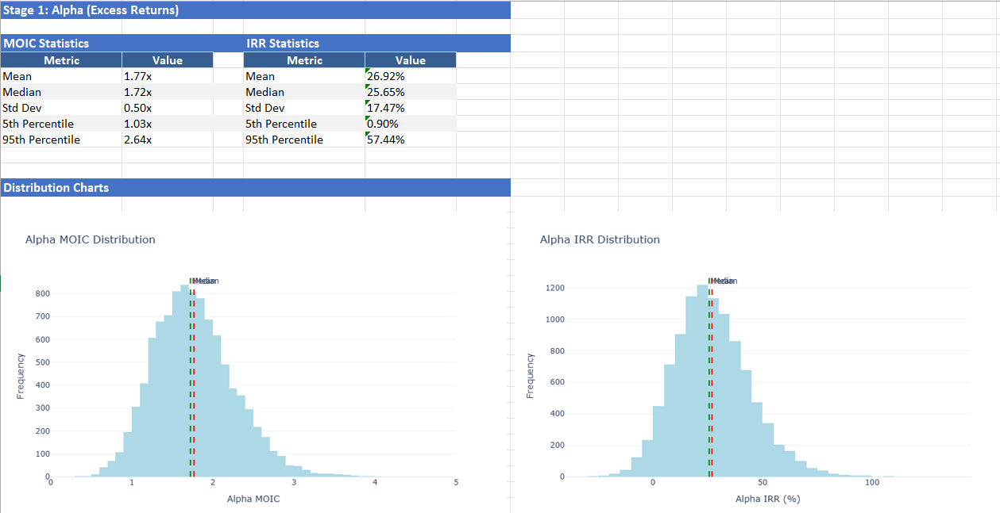 Stage 1: Alpha (Excess Returns)
MOIC Statistics IRR Statistics
Metric Value Metric Value
Mean 1.77x Mean 26.92%
Median 1.72x Median 25.65%
Std Dev 0.50x Std Dev 17.47%
5th Percentile 1.03x 5th Percentile 0.90%
95th Percentile 2.64x 95th Percentile 57.44%
Distribution Charts
Alpha MOIC Distribution
Median
800
700
600
500
400
300
200
100
0
Frequency
0 1 2 3 4 5
Alpha MOIC
Alpha IRR Distribution
Median
1200
1000
800
600
400
200
0
Frequency
0 50 100
Alpha IRR (%)